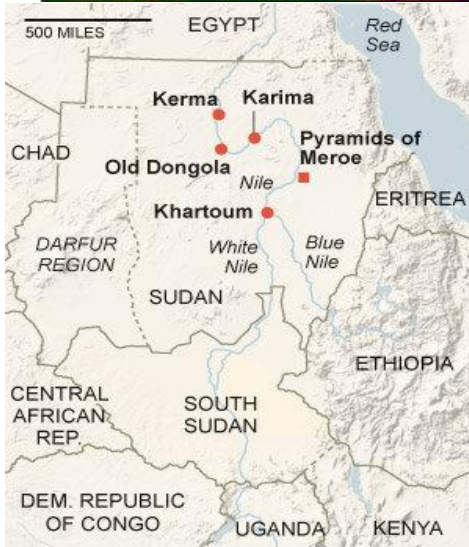 500 MILES
EGYPT
Red
Sea
Kerma
Karima
CHAD
Old Dongola
Pyramids of
Meroe
Nile
Khartoum
ERITREA
DARFUR
REGION
White
Nile
Blue
Nile
SUDAN
ETHIOPIA
CENTRAL
AFRICAN
REP.
SOUTH
SUDAN
DEM. REPUBLIC
OF CONGO
UGANDA
KENYA